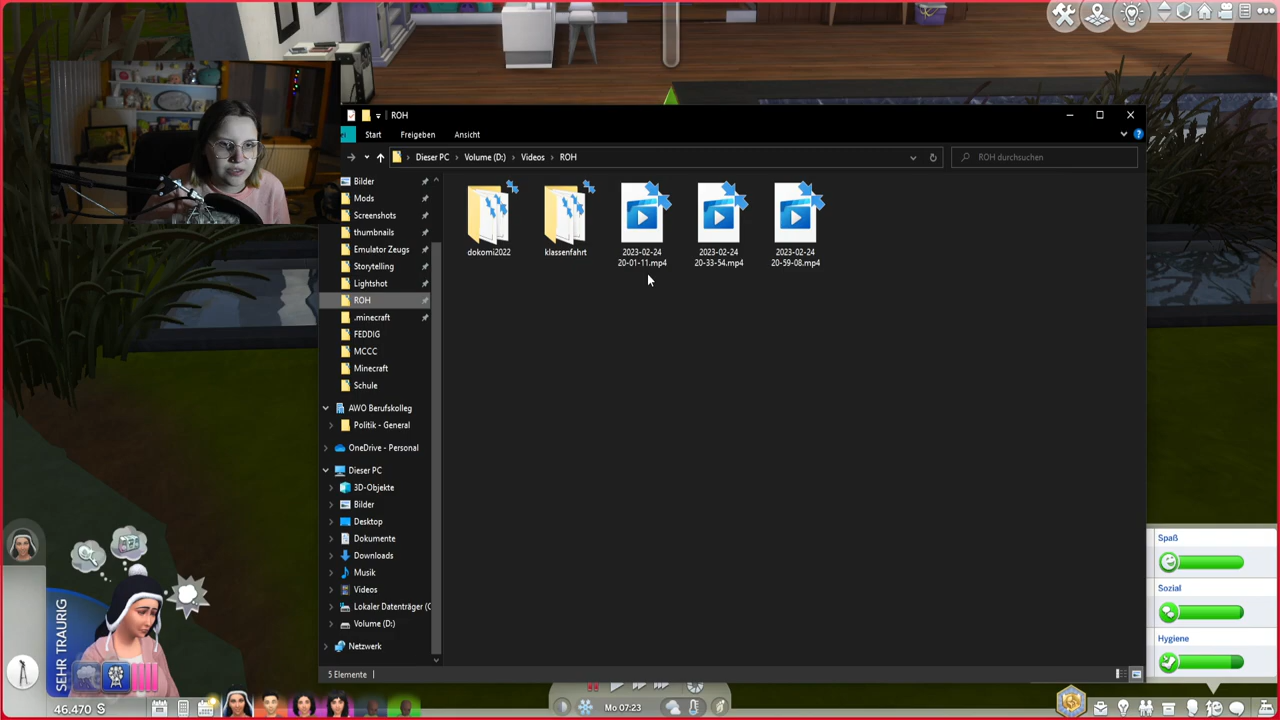 ROH
Start
Freigeben
Ansicht
Dieser PC
Volume (D:)
Videos
ROH
ROH durchsuchen
Bilder
Mods
Screenshots
thumbnails
Emulator Zeugs
Storytelling
Lightshot
ROH
.minecraft
FEDDIG
MCCC
Minecraft
Schule
AWO Berufskolleg
Politik - General
OneDrive - Personal
Dieser PC
3D-Objekte
Bilder
Desktop
Dokumente
Downloads
Musik
Videos
Lokaler Datenträger (C
Volume (D:)
Netzwerk
dokomi2022
klassenfahrt
2023-02-24
20-01-11.mp4
2023-02-24
20-33-54.mp4
2023-02-24
20-59-08.mp4
5 Elemente
Spaß
Sozial
Hygiene
SEHR TRAURIG
46.470 $
Mo 07:23